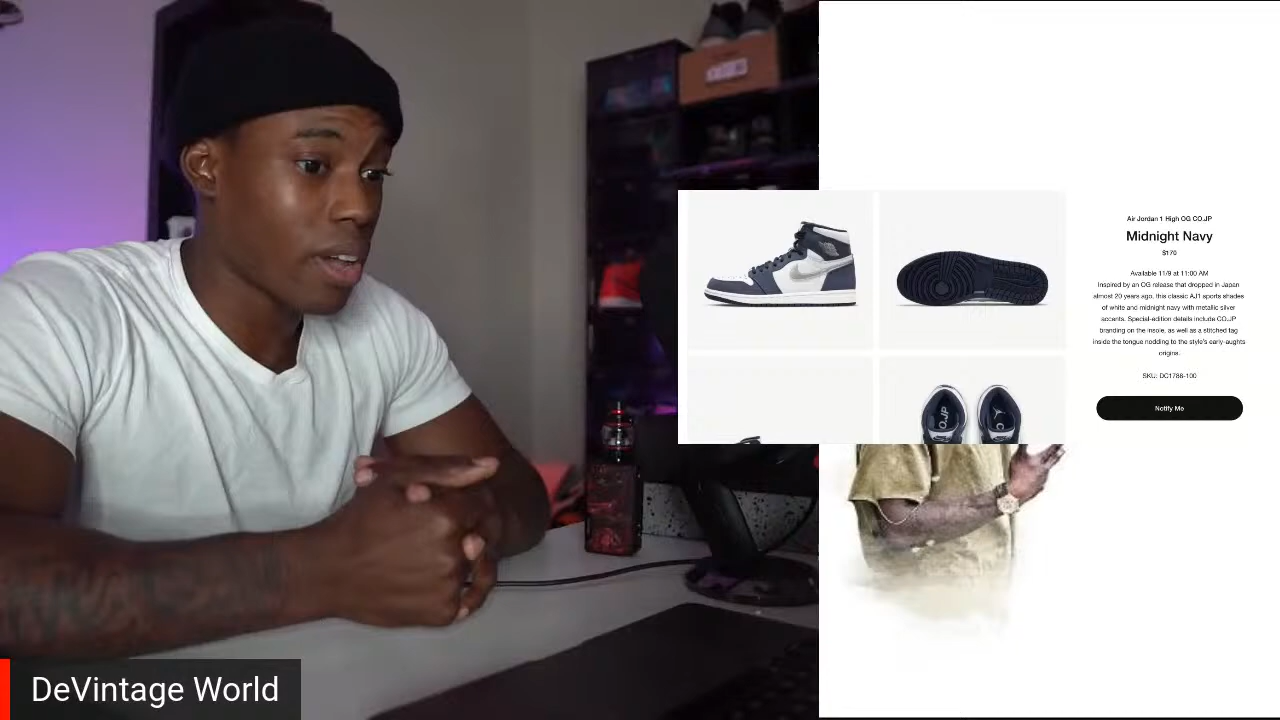 Air Jordan 1 High OG CO.JP
Midnight Navy
$170
Available 11/9 at 11:00 AM
Inspired by an OG release that dropped in Japan
almost 20 years ago, this classic AJ1 sports shades
of white and midnight navy with metallic silver
accents. Special-edition details include CO.JP
branding on the insole, as well as a stitched tag
inside the tongue nodding to the style's early-aughts
origins.
SKU: DC1788-100
Notify Me
DeVintage World